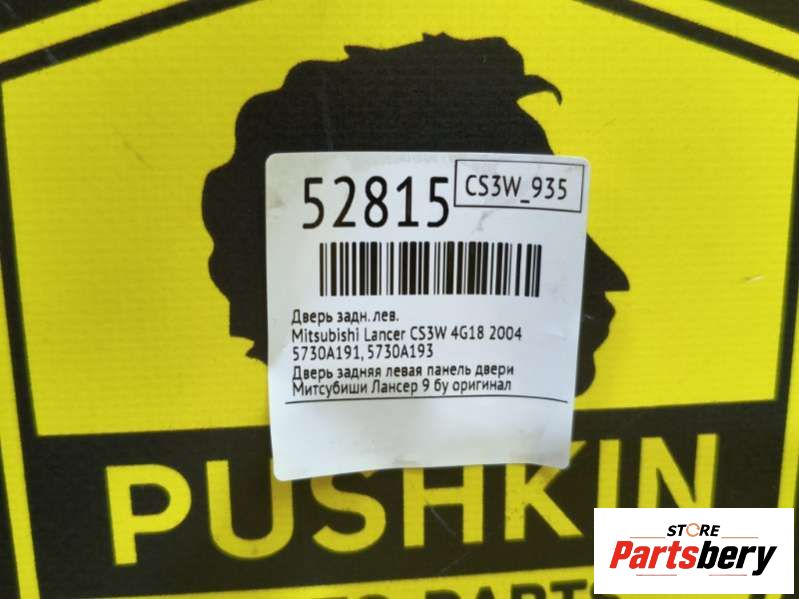 52815
CS3W_935
Дверь задн. лев.
Mitsubishi Lancer CS3W 4G18 2004
5730A191, 5730A193
Дверь задняя левая панель двери
Митсубиши Лансер 9 бу оригинал
PUSHKIN
PARTS
STORE
Partsbery